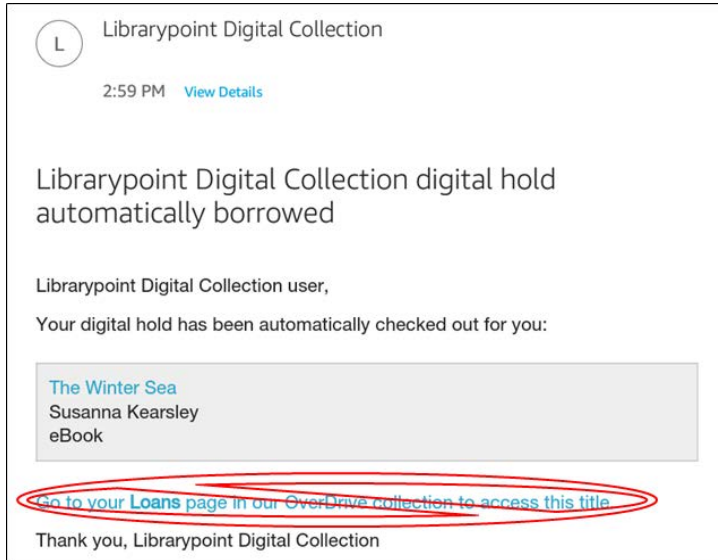 L
Librarypoint Digital Collection
2:59 PM View Details
Librarypoint Digital Collection digital hold
automatically borrowed
Librarypoint Digital Collection user,
Your digital hold has been automatically checked out for you:
The Winter Sea
Susanna Kearsley
eBook
Go to your Loans page in our OverDrive collection to access this title
Thank you, Librarypoint Digital Collection